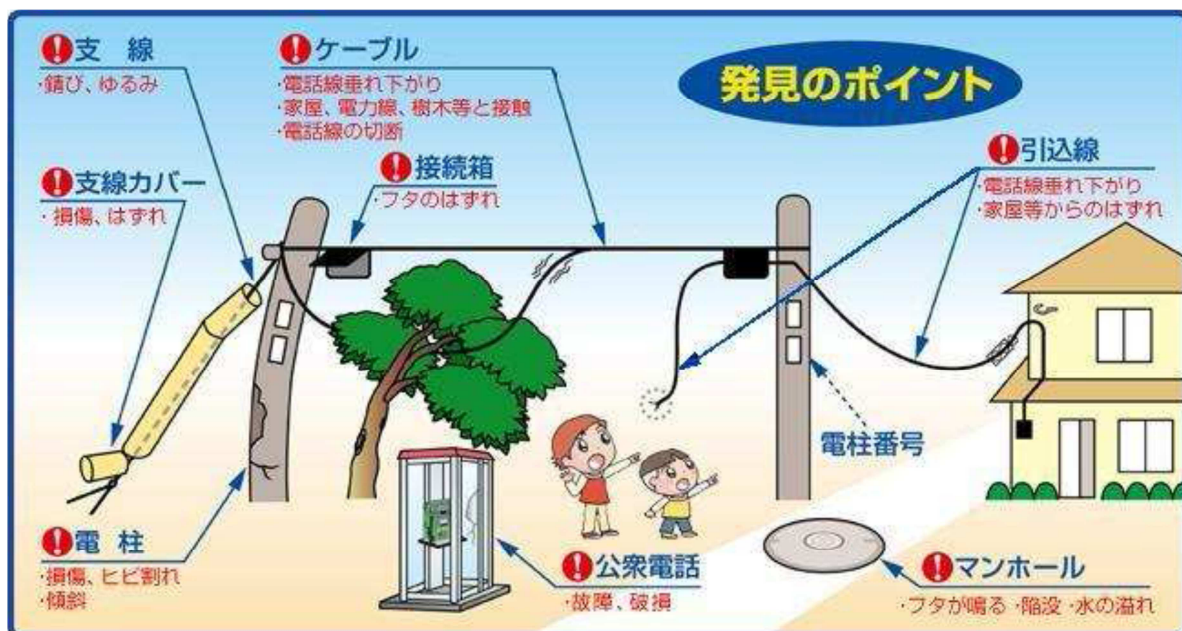 発見のポイント
支線
・錆び、ゆるみ
ケーブル
・電話線垂れ下がり
・家屋、電力線、樹木等と接触
・電話線の切断
支線カバー
・損傷、はずれ
接続箱
・フタのはずれ
引込線
・電話線垂れ下がり
・家屋等からのはずれ
電柱番号
電柱
・損傷、ヒビ割れ
・傾斜
公衆電話
・故障、破損
マンホール
・フタが鳴る・陥没・水の溢れ